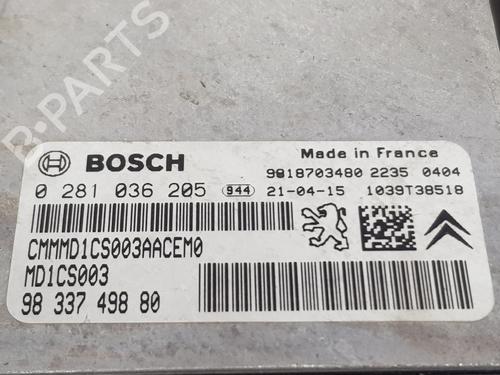 BOSCH
Made in France
9818703480 2235 0404
0 281 036 205 944 21-04-15 1039T38518
CMMMD1CS003AACEM0
MD1CS003
98 337 498 80
B-PARTS